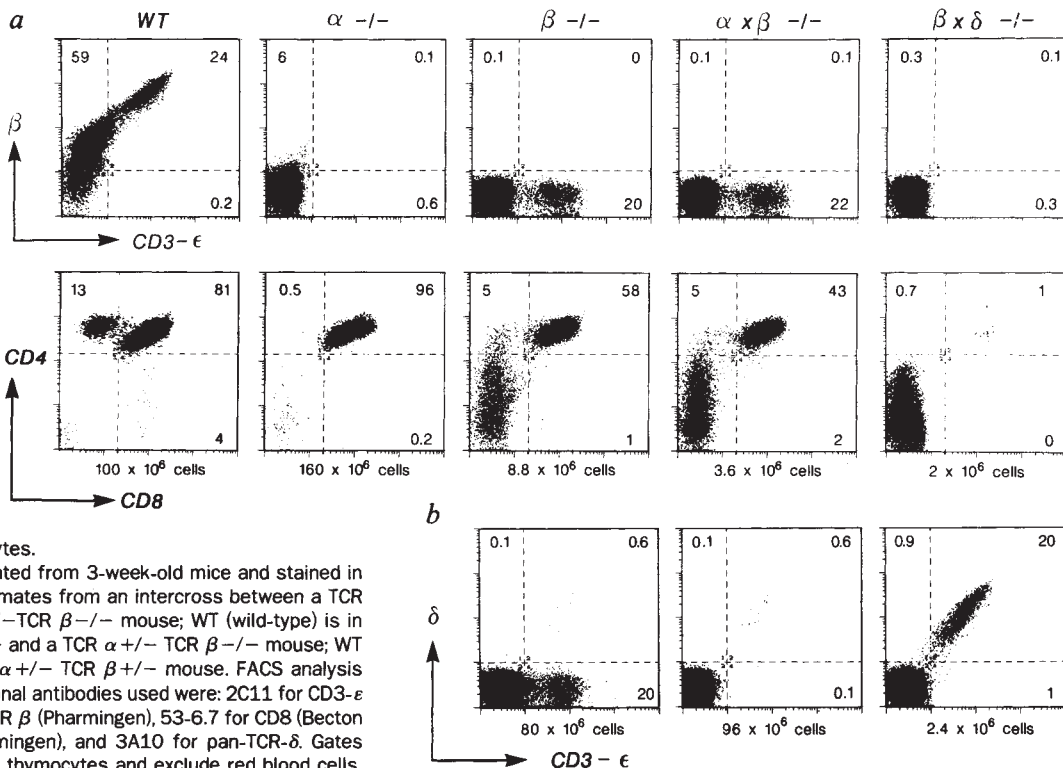 a WT α -/- β -/- α x β -/- β x δ -/-
59 24 6 0.1 0.1 0 0.1 0.1 0.3 0.1
β
0.2 0.6 20 22 0.3
CD3-ε
13 81 0.5 96 5 58 5 43 0.7 1
CD4
4 0.2 1 2 0
100 x 10⁶ cells 160 x 10⁶ cells 8.8 x 10⁶ cells 3.6 x 10⁶ cells 2 x 10⁶ cells
CD8
b
ytes.
ated from 3-week-old mice and stained in
mates from an intercross between a TCR
/−TCR β−/− mouse; WT (wild-type) is in
- and a TCR α+/− TCR β−/− mouse; WT
α+/− TCR β+/− mouse. FACS analysis
nal antibodies used were: 2C11 for CD3-ε
R β (Pharmingen), 53-6.7 for CD8 (Becton
mingen), and 3A10 for pan-TCR-δ. Gates
thymocytes and exclude red blood cells.
0.1 0.6 0.1 0.6 0.9 20
δ
20 0.1 1
80 x 10⁶ cells 96 x 10⁶ cells 2.4 x 10⁶ cells
CD3 - ε